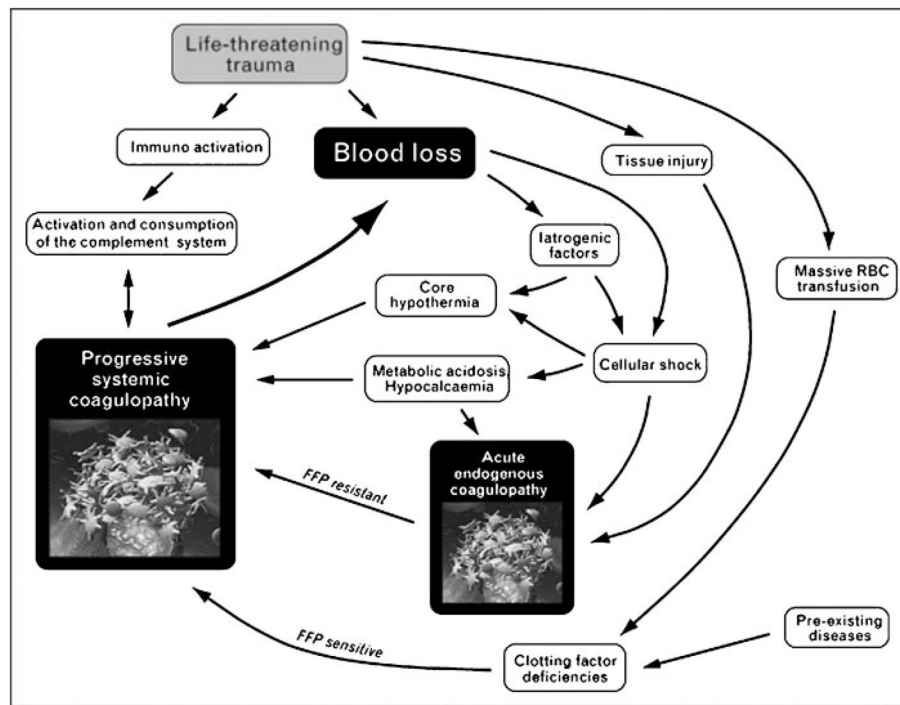 Life-threatening
trauma
Immuno activation
Blood loss
Tissue injury
Activation and consumption
of the complement system
Iatrogenic
factors
Massive RBC
transfusion
Core
hypothermia
Progressive
systemic
coagulopathy
Metabolic acidosis,
Hypocalcaemia
Cellular shock
Acute
endogenous
coagulopathy
FFP resistant
FFP sensitive
Clotting factor
deficiencies
Pre-existing
diseases